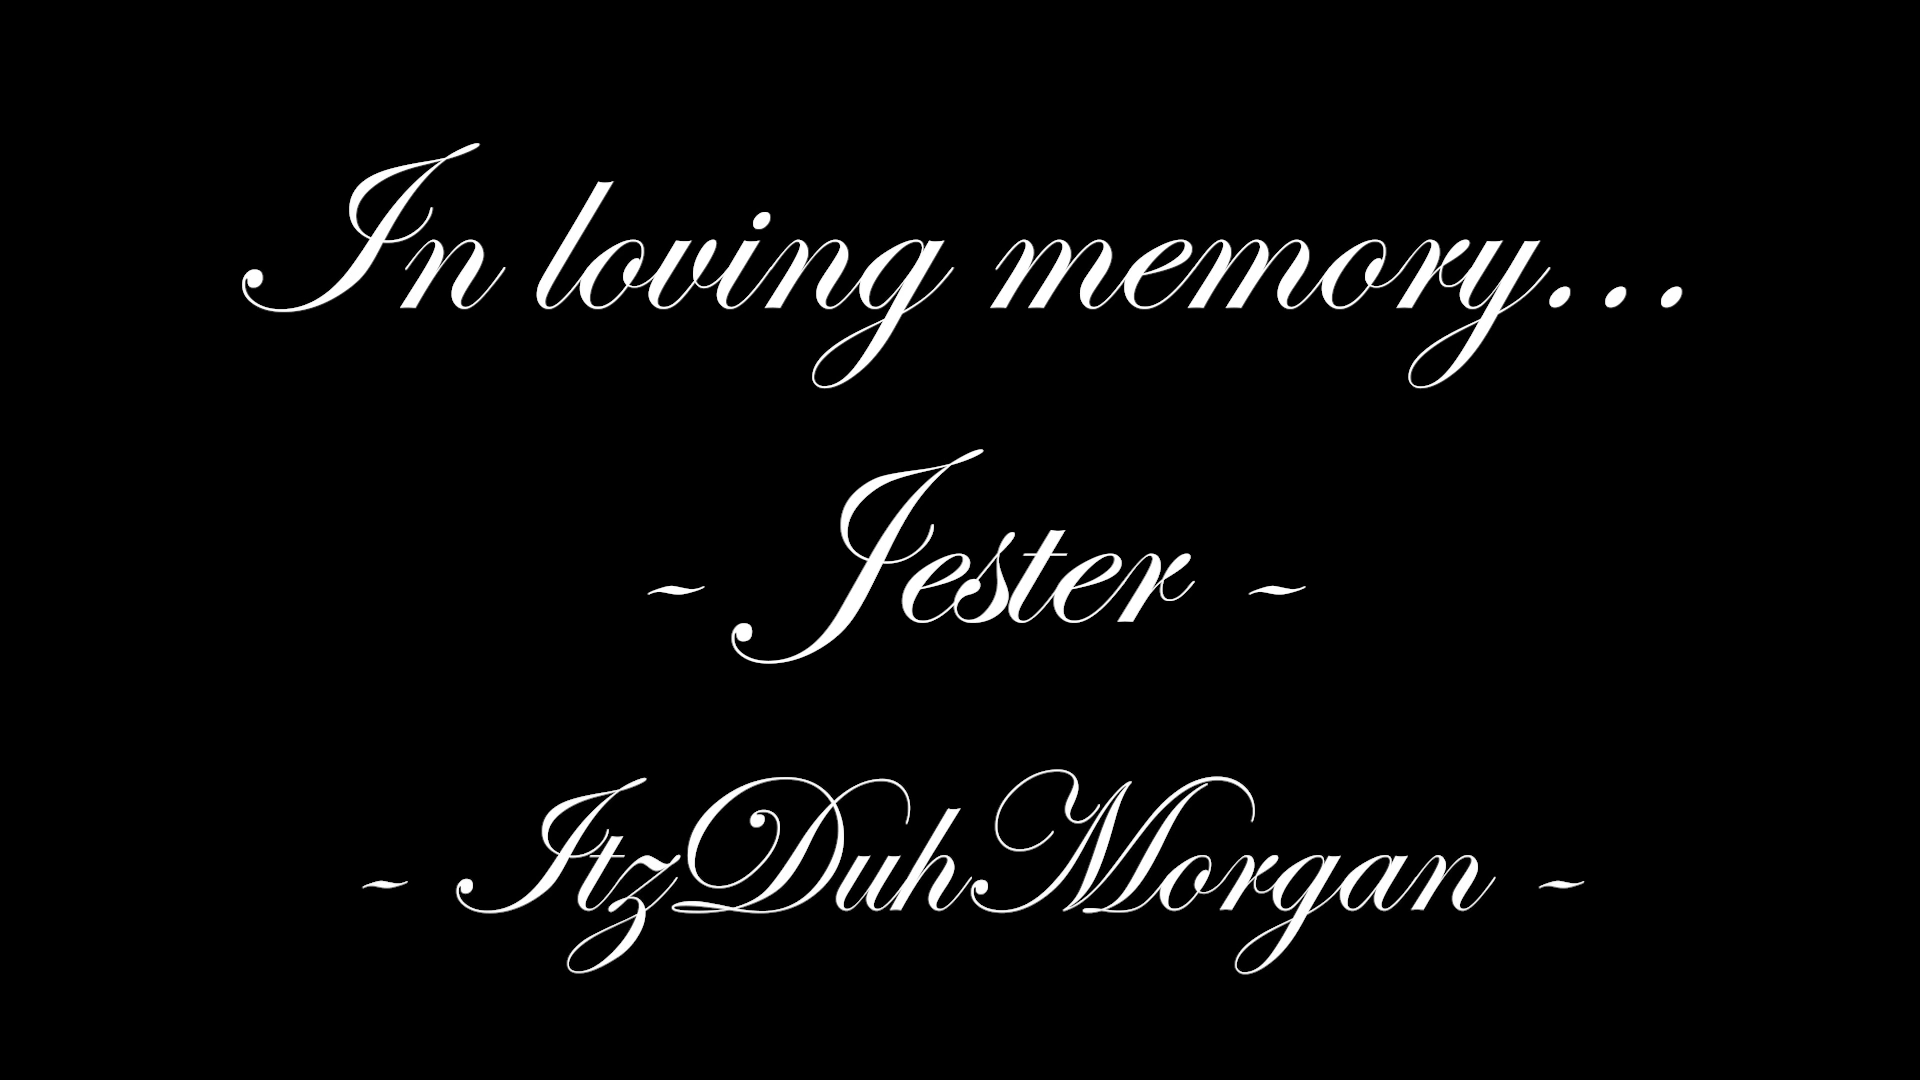 In loving memory...
~ Jester ~
~ ItzDuhMorgan ~